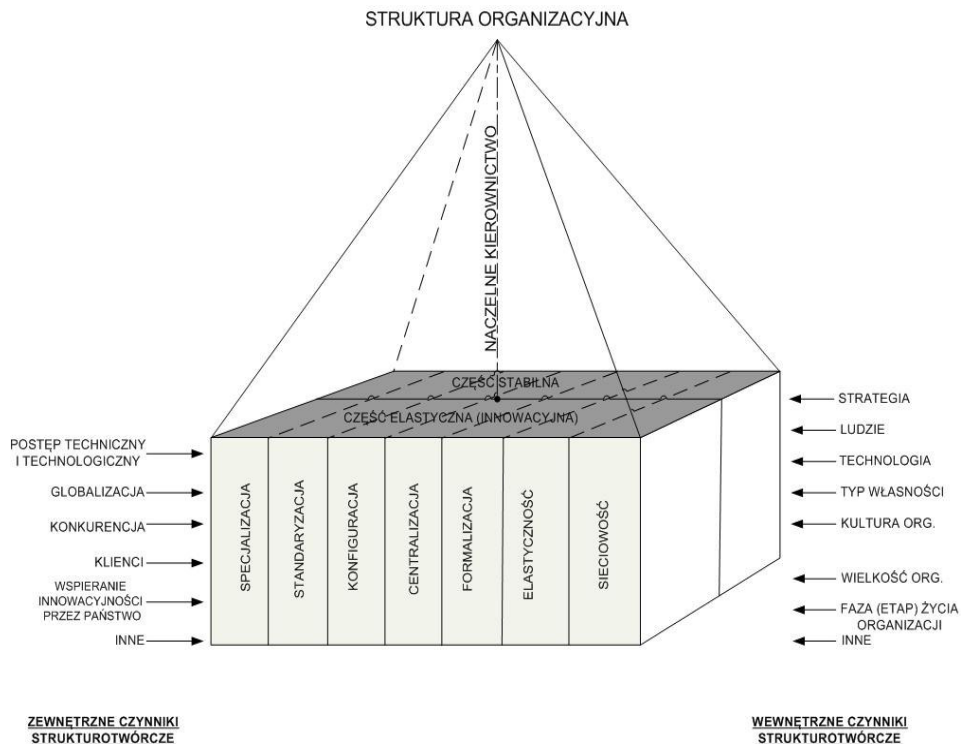 STRUKTURA ORGANIZACYJNA
NACZELNE KIEROWNICTWO
CZĘŚĆ STABILNA
CZĘŚĆ ELASTYCZNA (INNOWACYJNA)
POSTĘP TECHNICZNY
I TECHNOLOGICZNY
GLOBALIZACJA
KONKURENCJA
KLIENCI
WSPIERANIE
INNOWACYJNOŚCI
PRZEZ PAŃSTWO
INNE
SPECJALIZACJA
STANDARYZACJA
KONFIGURACJA
CENTRALIZACJA
FORMALIZACJA
ELASTYCZNOŚĆ
SIECIOWOŚĆ
STRATEGIA
LUDZIE
TECHNOLOGIA
TYP WŁASNOŚCI
KULTURA ORG.
WIELKOŚĆ ORG.
FAZA (ETAP) ŻYCIA
ORGANIZACJI
INNE
ZEWNĘTRZNE CZYNNIKI
STRUKTUROTWÓRCZE
WEWNĘTRZNE CZYNNIKI
STRUKTUROTWÓRCZE